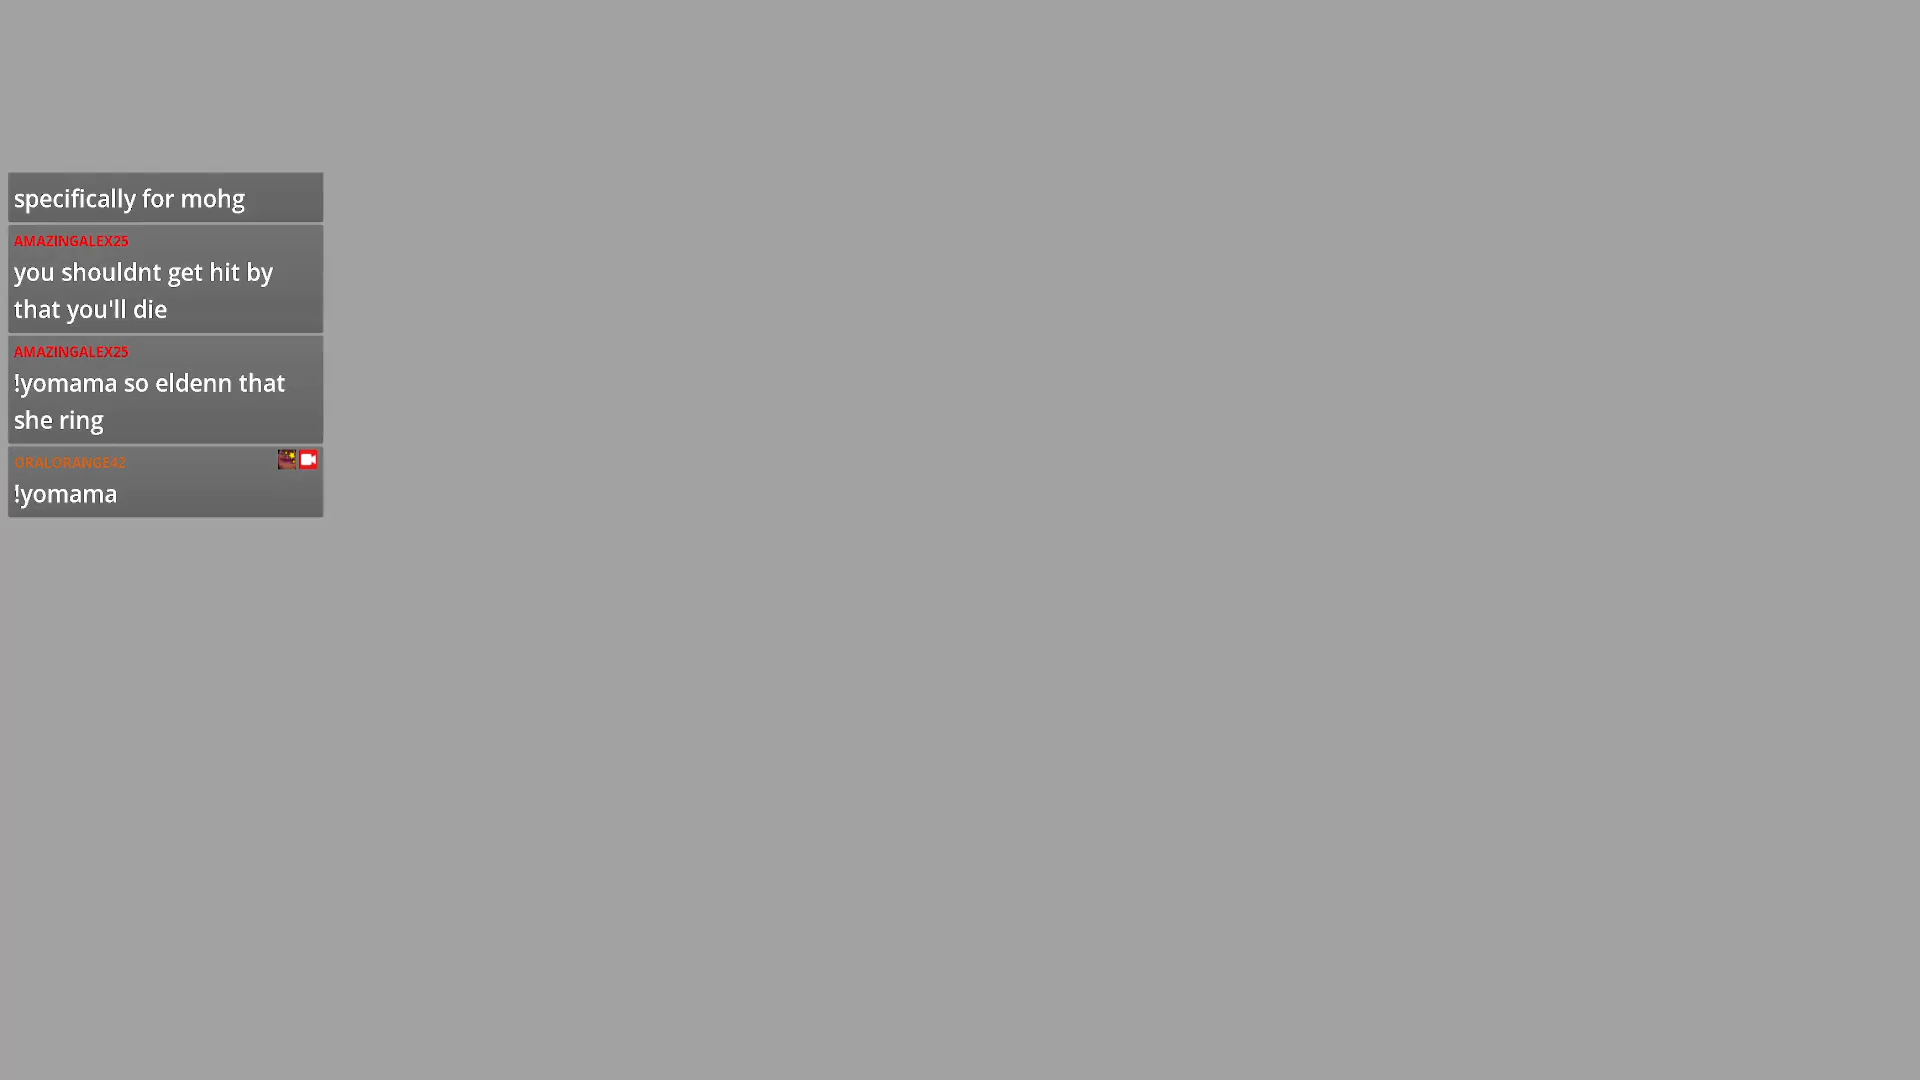 specifically for mohg
AMAZINGALEX25
you shouldnt get hit by
that you'll die
AMAZINGALEX25
!yomama so eldenn that
she ring
ORALORANGE42
!yomama